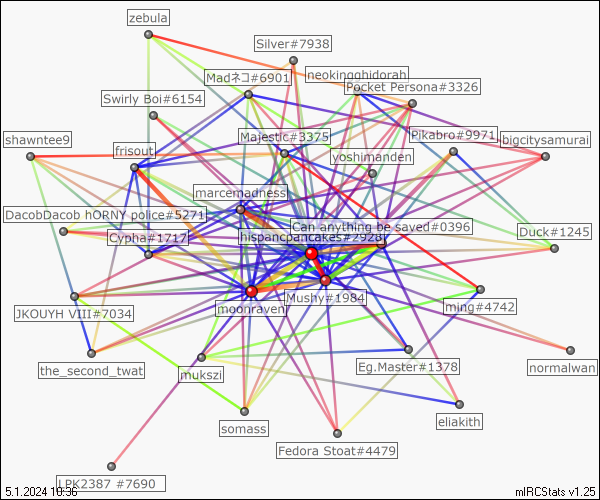 zebula
Silver#7938
Madネコ#6901
neokingghidorah
Pocket Persona#3326
Swirly Boi#6154
Majestic#3375
Pikabro#9971
bigcitysamurai
shawntee9
frisout
yoshimanden
marcemadness
DacobDacob hORNY police#5271
Can anything be saved#0396
Cypha#1717
hispancpancakes#2928
Duck#1245
Mushy#1984
moonraven
ming#4742
JKOUYH VIII#7034
the_second_twat
mukszi
Eg.Master#1378
normalwan
somass
eliakith
Fedora Stoat#4479
LPK2387 #7690
5.1.2024 10:36
mIRCStats v1.25